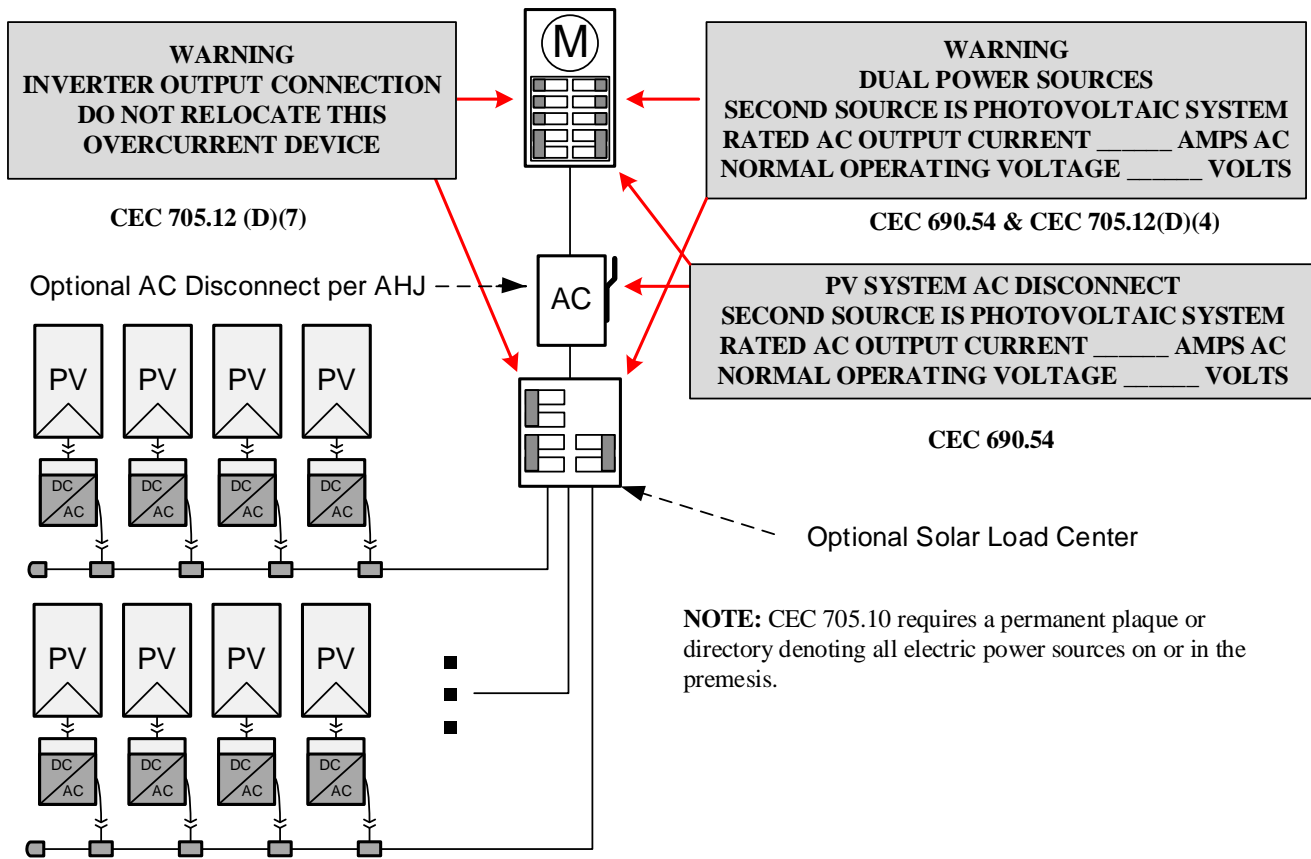 WARNING
INVERTER OUTPUT CONNECTION
DO NOT RELOCATE THIS
OVERCURRENT DEVICE
CEC 705.12 (D)(7)
M
WARNING
DUAL POWER SOURCES
SECOND SOURCE IS PHOTOVOLTAIC SYSTEM
RATED AC OUTPUT CURRENT ______ AMPS AC
NORMAL OPERATING VOLTAGE ______ VOLTS
CEC 690.54 & CEC 705.12(D)(4)
Optional AC Disconnect per AHJ
AC
PV SYSTEM AC DISCONNECT
SECOND SOURCE IS PHOTOVOLTAIC SYSTEM
RATED AC OUTPUT CURRENT ______ AMPS AC
NORMAL OPERATING VOLTAGE ______ VOLTS
CEC 690.54
PV PV PV PV
DC DC DC DC
AC AC AC AC
Optional Solar Load Center
NOTE: CEC 705.10 requires a permanent plaque or
directory denoting all electric power sources on or in the
premesis.
PV PV PV PV
DC DC DC DC
AC AC AC AC